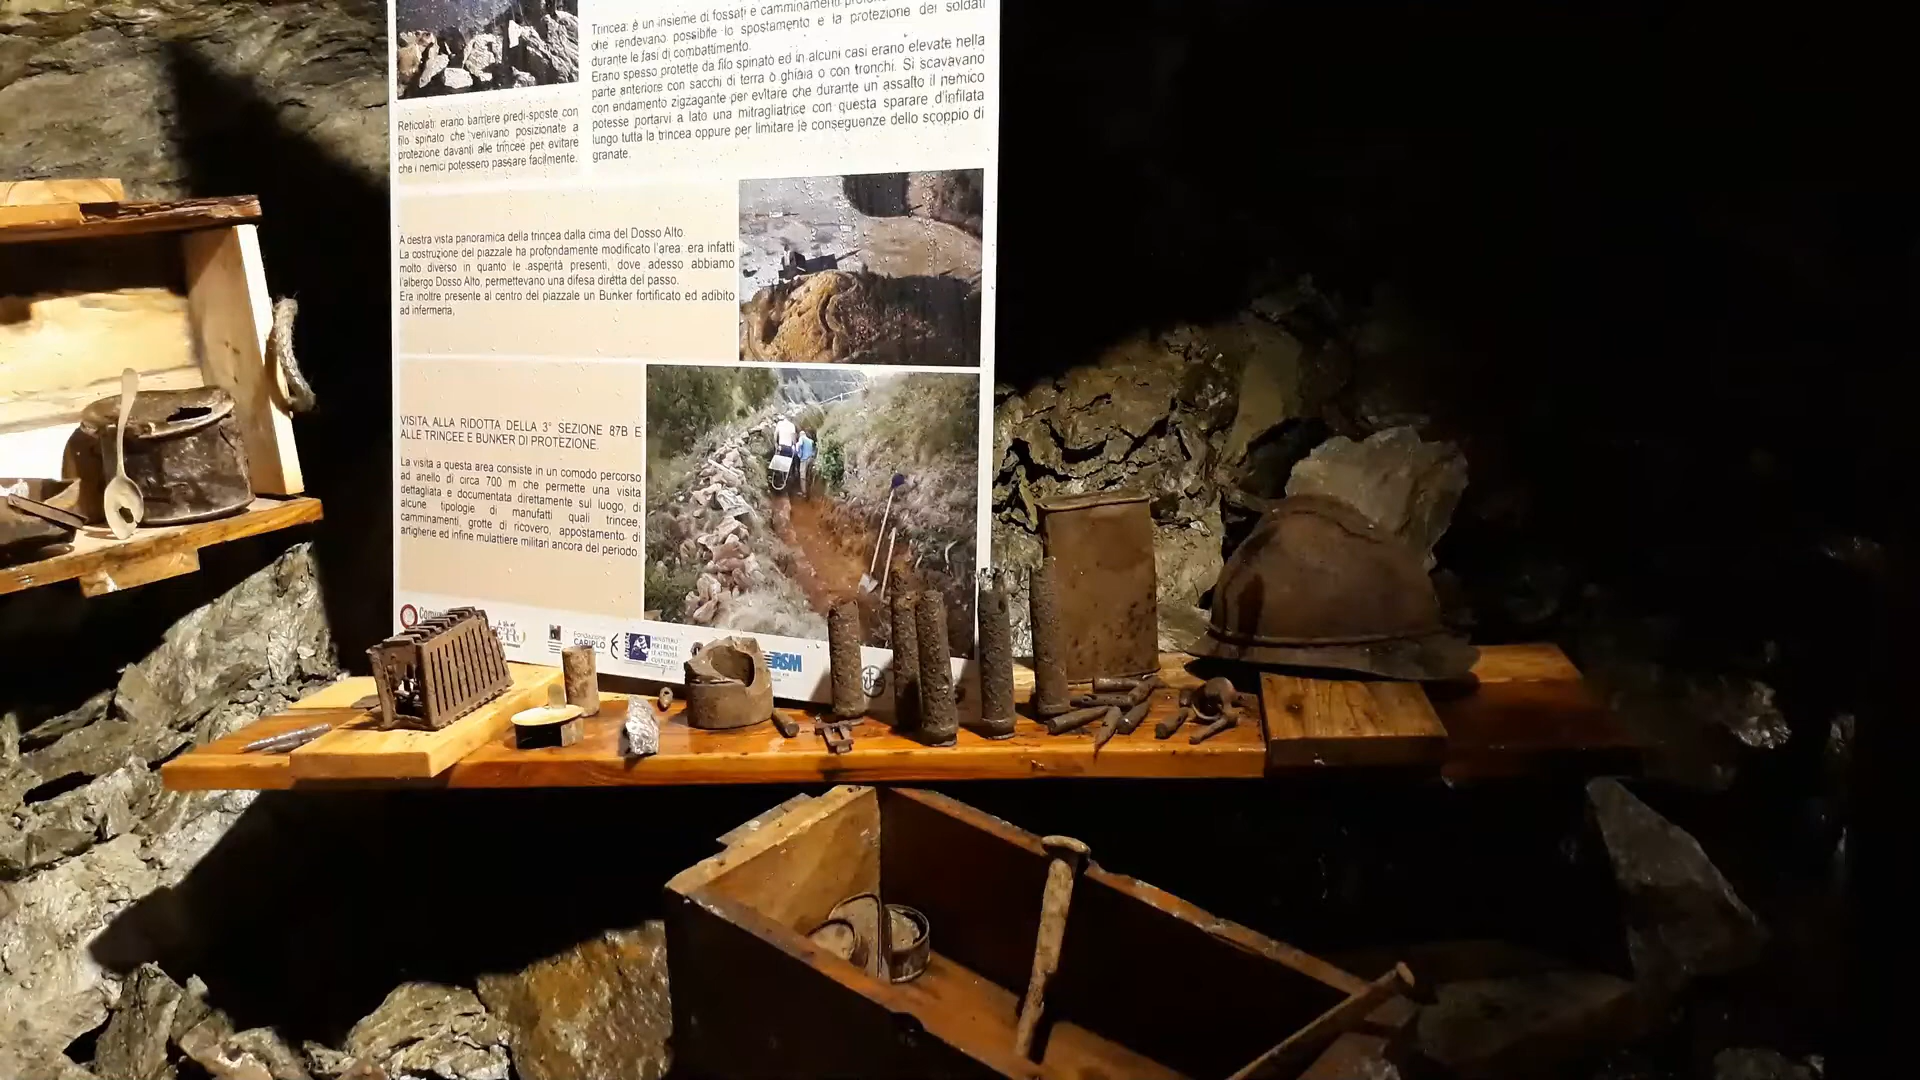 Trincea: è un insieme di fossati e camminamenti
che rendevano possibile lo spostamento e la protezione dei soldati
durante le fasi di combattimento.
Erano spesso protette da filo spinato ed in alcuni casi erano elevate nella
parte anteriore con sacchi di terra o ghiaia o con tronchi. Si scavavano
con andamento zigzagante per evitare che durante un assalto il nemico
potesse portarvi a lato una mitragliatrice con questa sparare d'infilata
lungo tutta la trincea oppure per limitare le conseguenze dello scoppio di
granate.
Reticolati: erano barriere predi-sposte con
filo spinato che venivano posizionate a
protezione davanti alle trincee per evitare
che i nemici potessero passare facilmente.
A destra vista panoramica della trincea dalla cima del Dosso Alto.
La costruzione del piazzale ha profondamente modificato l'area: era infatti
molto diverso in quanto le asperità presenti, dove adesso abbiamo
l'albergo Dosso Alto, permettevano una difesa diretta del passo.
Era inoltre presente al centro del piazzale un Bunker fortificato ed adibito
ad infermeria,
VISITA ALLA RIDOTTA DELLA 3° SEZIONE 87B E
ALLE TRINCEE E BUNKER DI PROTEZIONE.
La visita a questa area consiste in un comodo percorso
ad anello di circa 700 m che permette una visita
dettagliata e documentata direttamente sul luogo, di
alcune tipologie di manufatti quali trincee,
camminamenti, grotte di ricovero, appostamento di
artiglierie ed infine mulattiere militari ancora del periodo.
Fondazione
CARIPLO
MINISTERO
PER I BENI E
LE ATTIVITÀ
CULTURALI
ASM